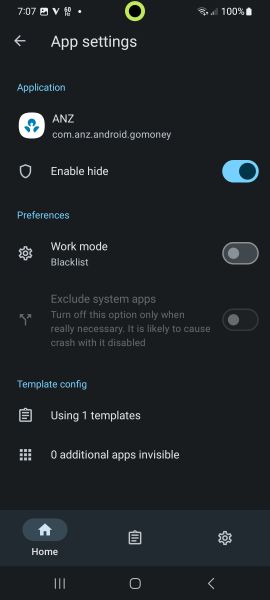 7:07
100%
App settings
Application
ANZ
com.anz.android.gomoney
Enable hide
Preferences
Work mode
Blacklist
Exclude system apps
Turn off this option only when
really necessary. It is likely to cause
crash with it disabled
Template config
Using 1 templates
0 additional apps invisible
Home